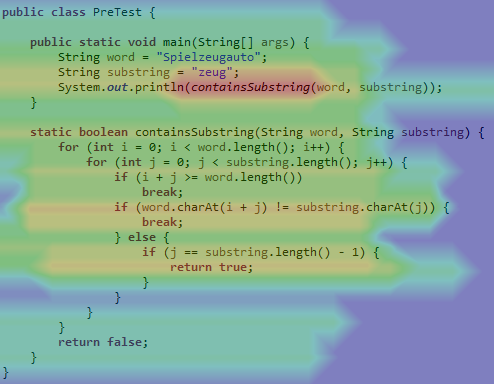 public class PreTest {
public static void main(String[] args) {
String word = "Spielzeugauto";
String substring = "zeug";
System.out.println(containsSubstring(word, substring));
}
static boolean containsSubstring(String word, String substring) {
for (int i = 0; i < word.length(); i++) {
for (int j = 0; j < substring.length(); j++) {
if (i + j >= word.length())
break;
if (word.charAt(i + j) != substring.charAt(j)) {
break;
} else {
if (j == substring.length() - 1) {
return true;
}
}
}
}
return false;
}
}